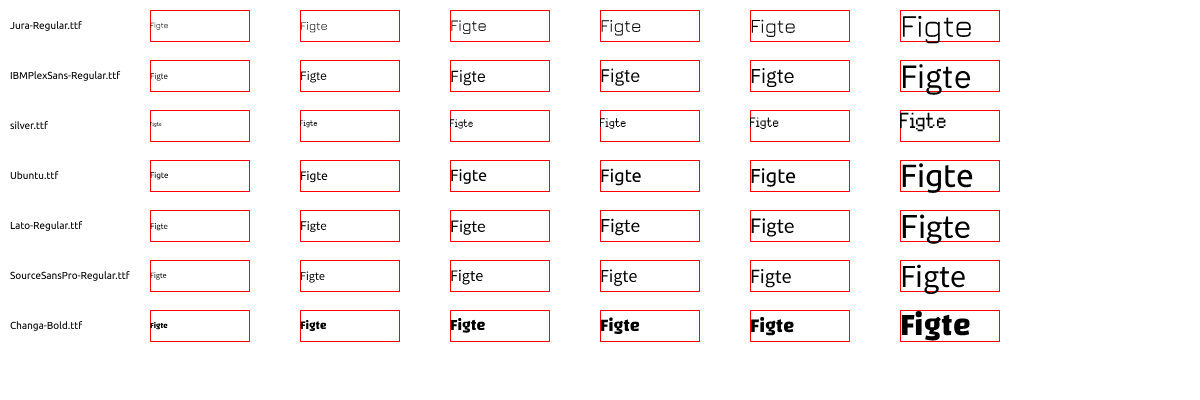 Jura-Regular.ttf Figte Figte Figte Figte Figte Figte
IBMPlexSans-Regular.ttf Figte Figte Figte Figte Figte Figte
silver.ttf Figte Figte Figte Figte Figte Figte
Ubuntu.ttf Figte Figte Figte Figte Figte Figte
Lato-Regular.ttf Figte Figte Figte Figte Figte Figte
SourceSansPro-Regular.ttf Figte Figte Figte Figte Figte Figte
Changa-Bold.ttf Figte Figte Figte Figte Figte Figte